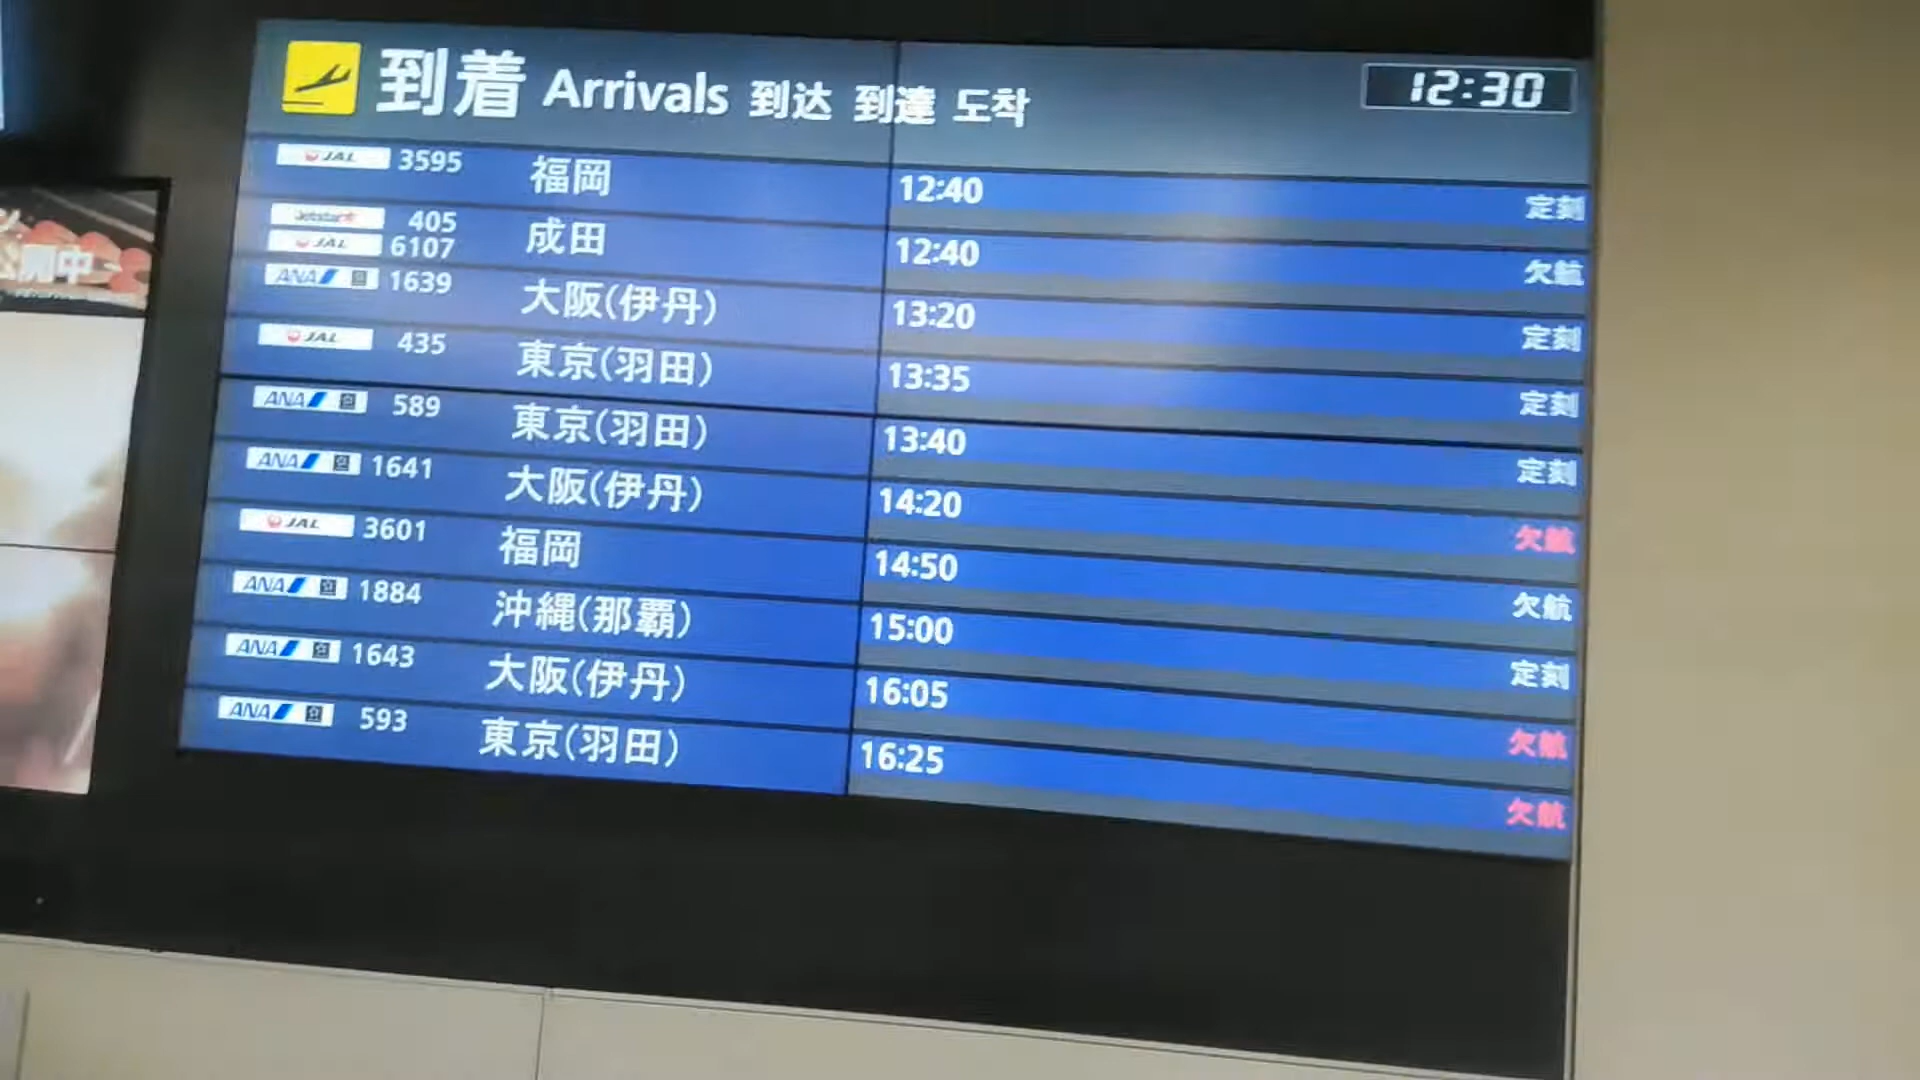 到着 Arrivals 到达 到達 도착 12:30
JAL 3595 福岡 12:40 定刻
Jetstar 405 成田 12:40 欠航
JAL 6107
ANA 1639 大阪(伊丹) 13:20 定刻
JAL 435 東京(羽田) 13:35 定刻
ANA 589 東京(羽田) 13:40 定刻
ANA 1641 大阪(伊丹) 14:20 欠航
JAL 3601 福岡 14:50 欠航
ANA 1884 沖縄(那覇) 15:00 定刻
ANA 1643 大阪(伊丹) 16:05 欠航
ANA 593 東京(羽田) 16:25 欠航